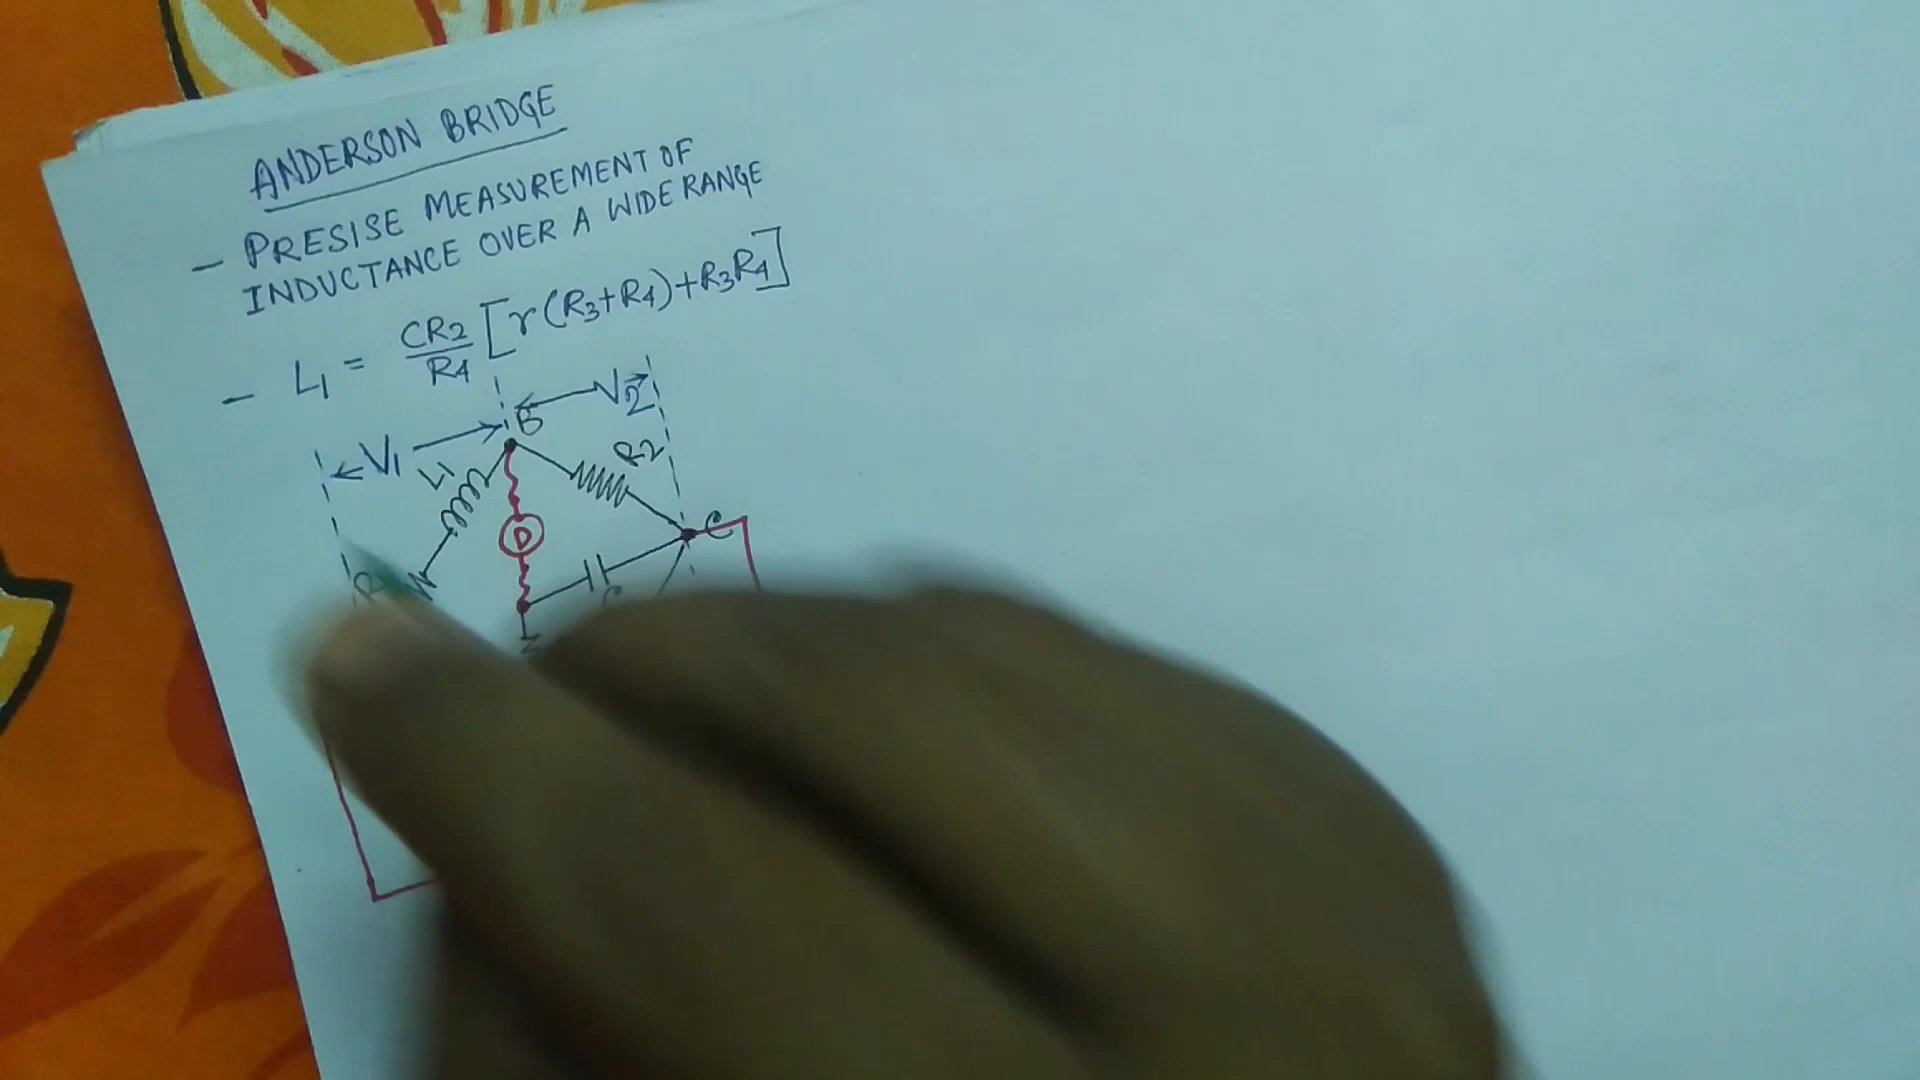 ANDERSON BRIDGE
- PRESISE MEASUREMENT OF
INDUCTANCE OVER A WIDE RANGE
- L1 = CR2/R4 [r(R3+R4)+R3R4]
V2
B
V1
L1
R2
D
C
C